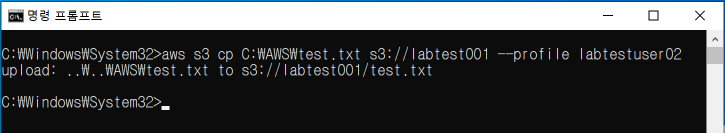 명령 프롬프트
C:₩Windows₩System32>aws s3 cp C:₩AWS₩test.txt s3://labtest001 --profile labtestuser02
upload: ..₩..₩AWS₩test.txt to s3://labtest001/test.txt
C:₩Windows₩System32>